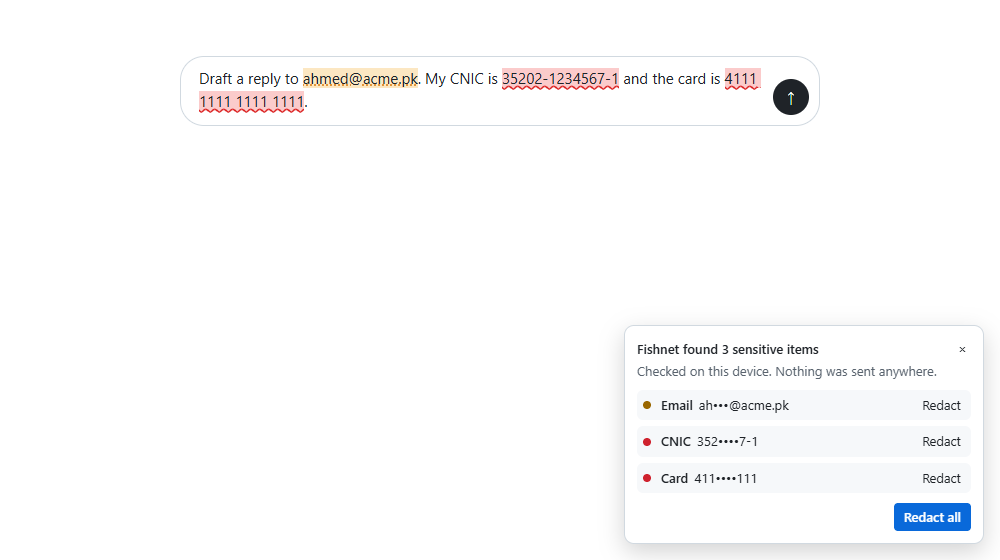 Draft a reply to ahmed@acme.pk. My CNIC is 35202-1234567-1 and the card is 4111
1111 1111 1111.
↑
Fishnet found 3 sensitive items ×
Checked on this device. Nothing was sent anywhere.
Email ah•••@acme.pk Redact
CNIC 352••••7-1 Redact
Card 411••••111 Redact
Redact all